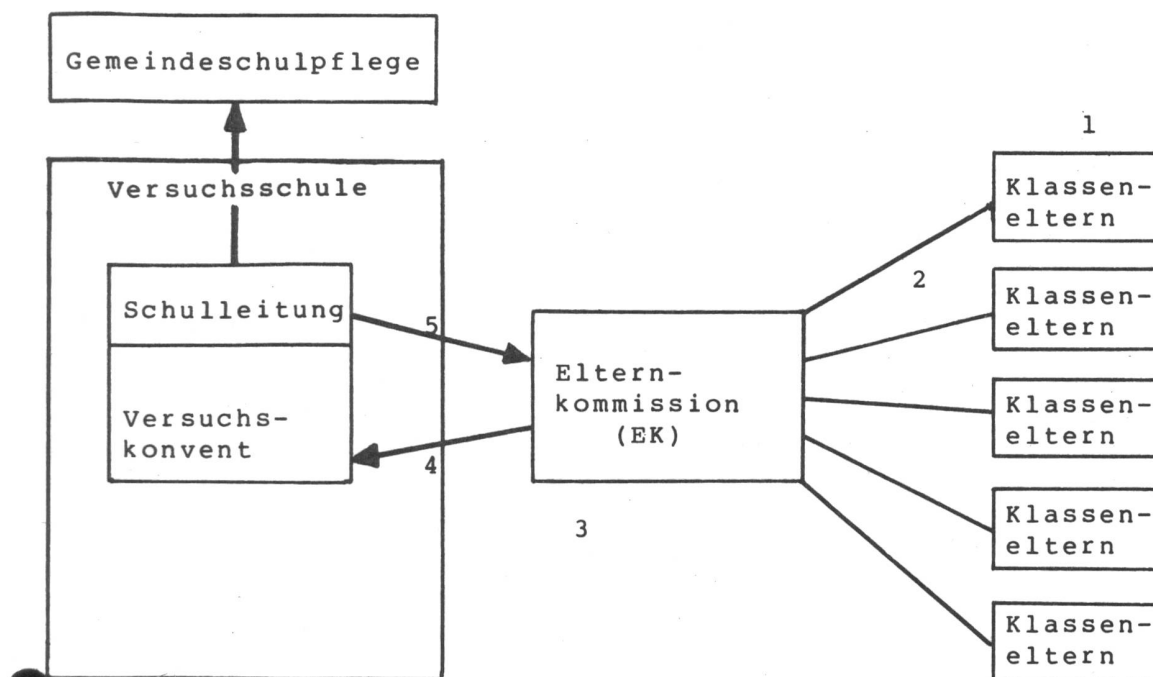 Gemeindeschulpflege
1
Versuchsschule
Klassen-
eltern
2
Schulleitung
5
Klassen-
eltern
Eltern-
kommission
(EK)
Versuchs-
konvent
4
Klassen-
eltern
3
Klassen-
eltern
Klassen-
eltern